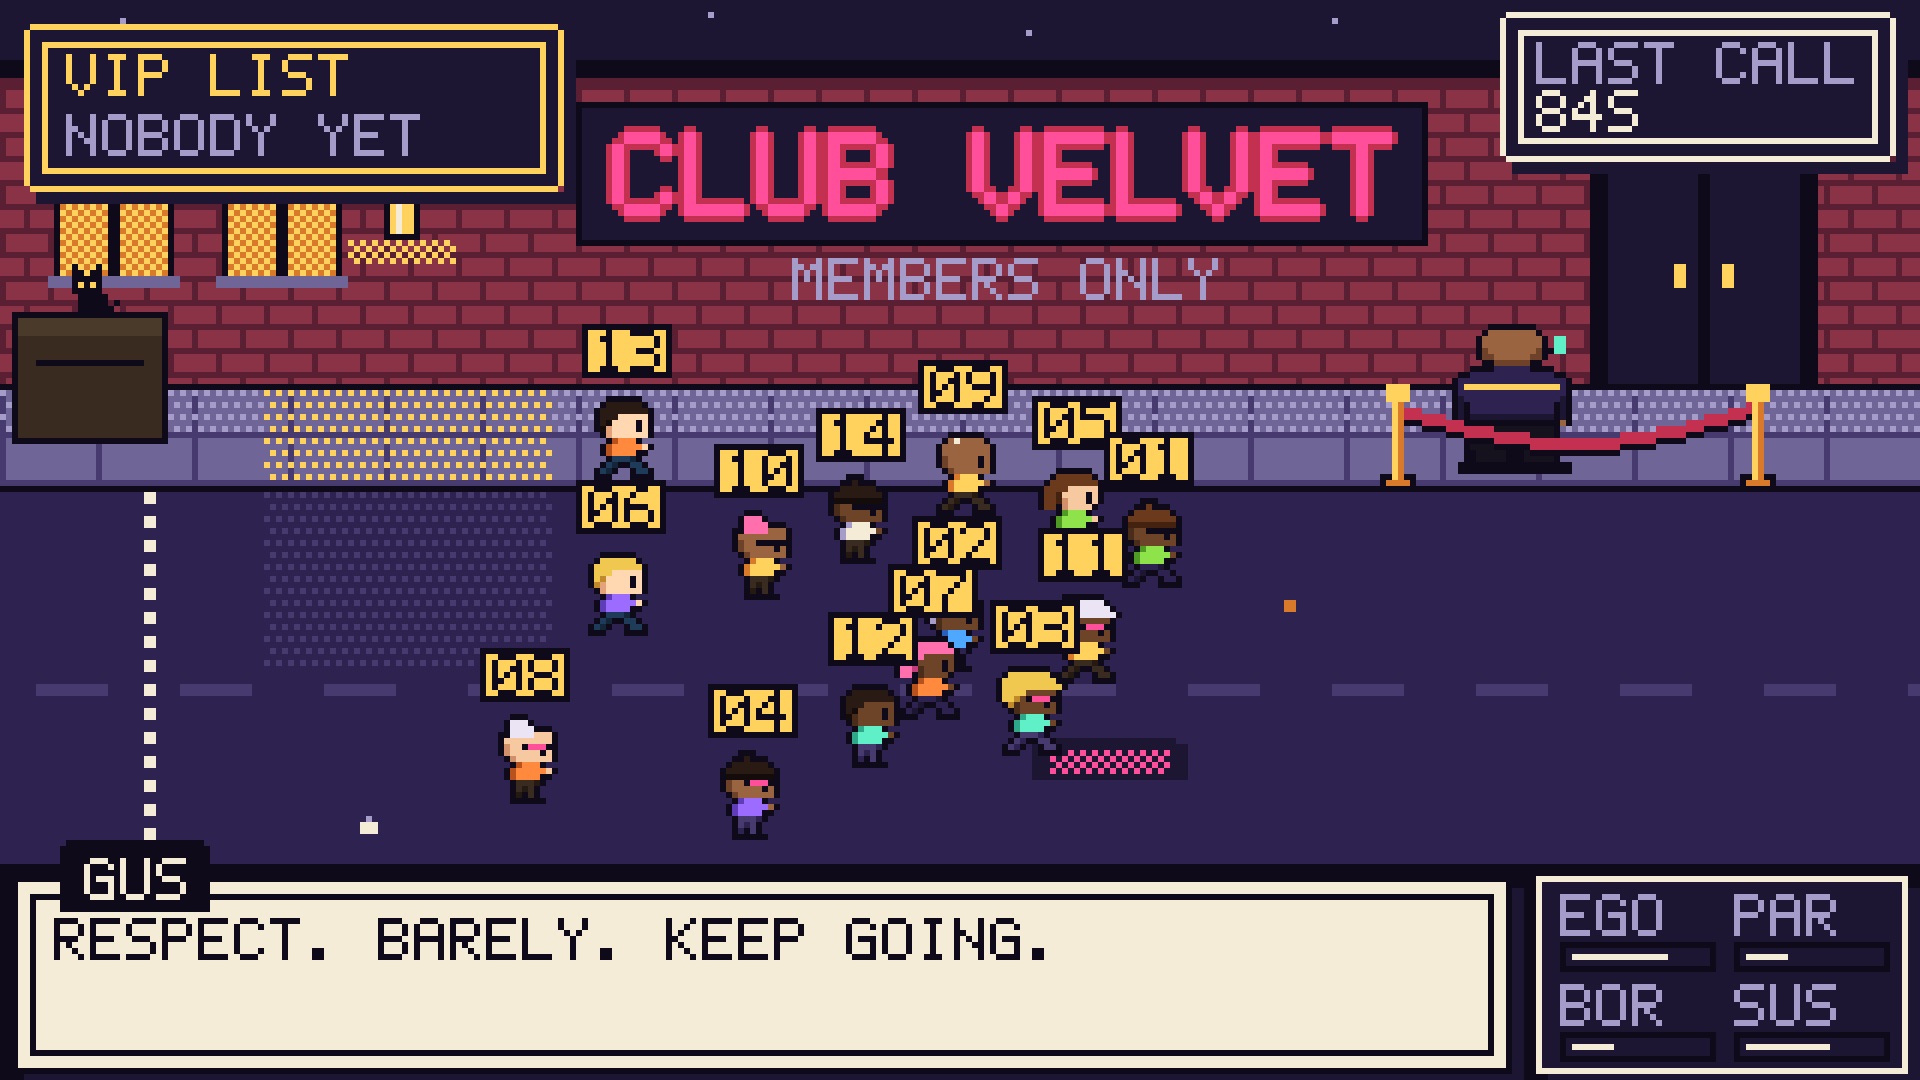 VIP LIST
NOBODY YET
LAST CALL
84S
CLUB VELVET
MEMBERS ONLY
13
09
05
14
01
10
06
02
11
07
03
12
08
04
GUS
RESPECT. BARELY. KEEP GOING.
EGO PAR
BOR SUS